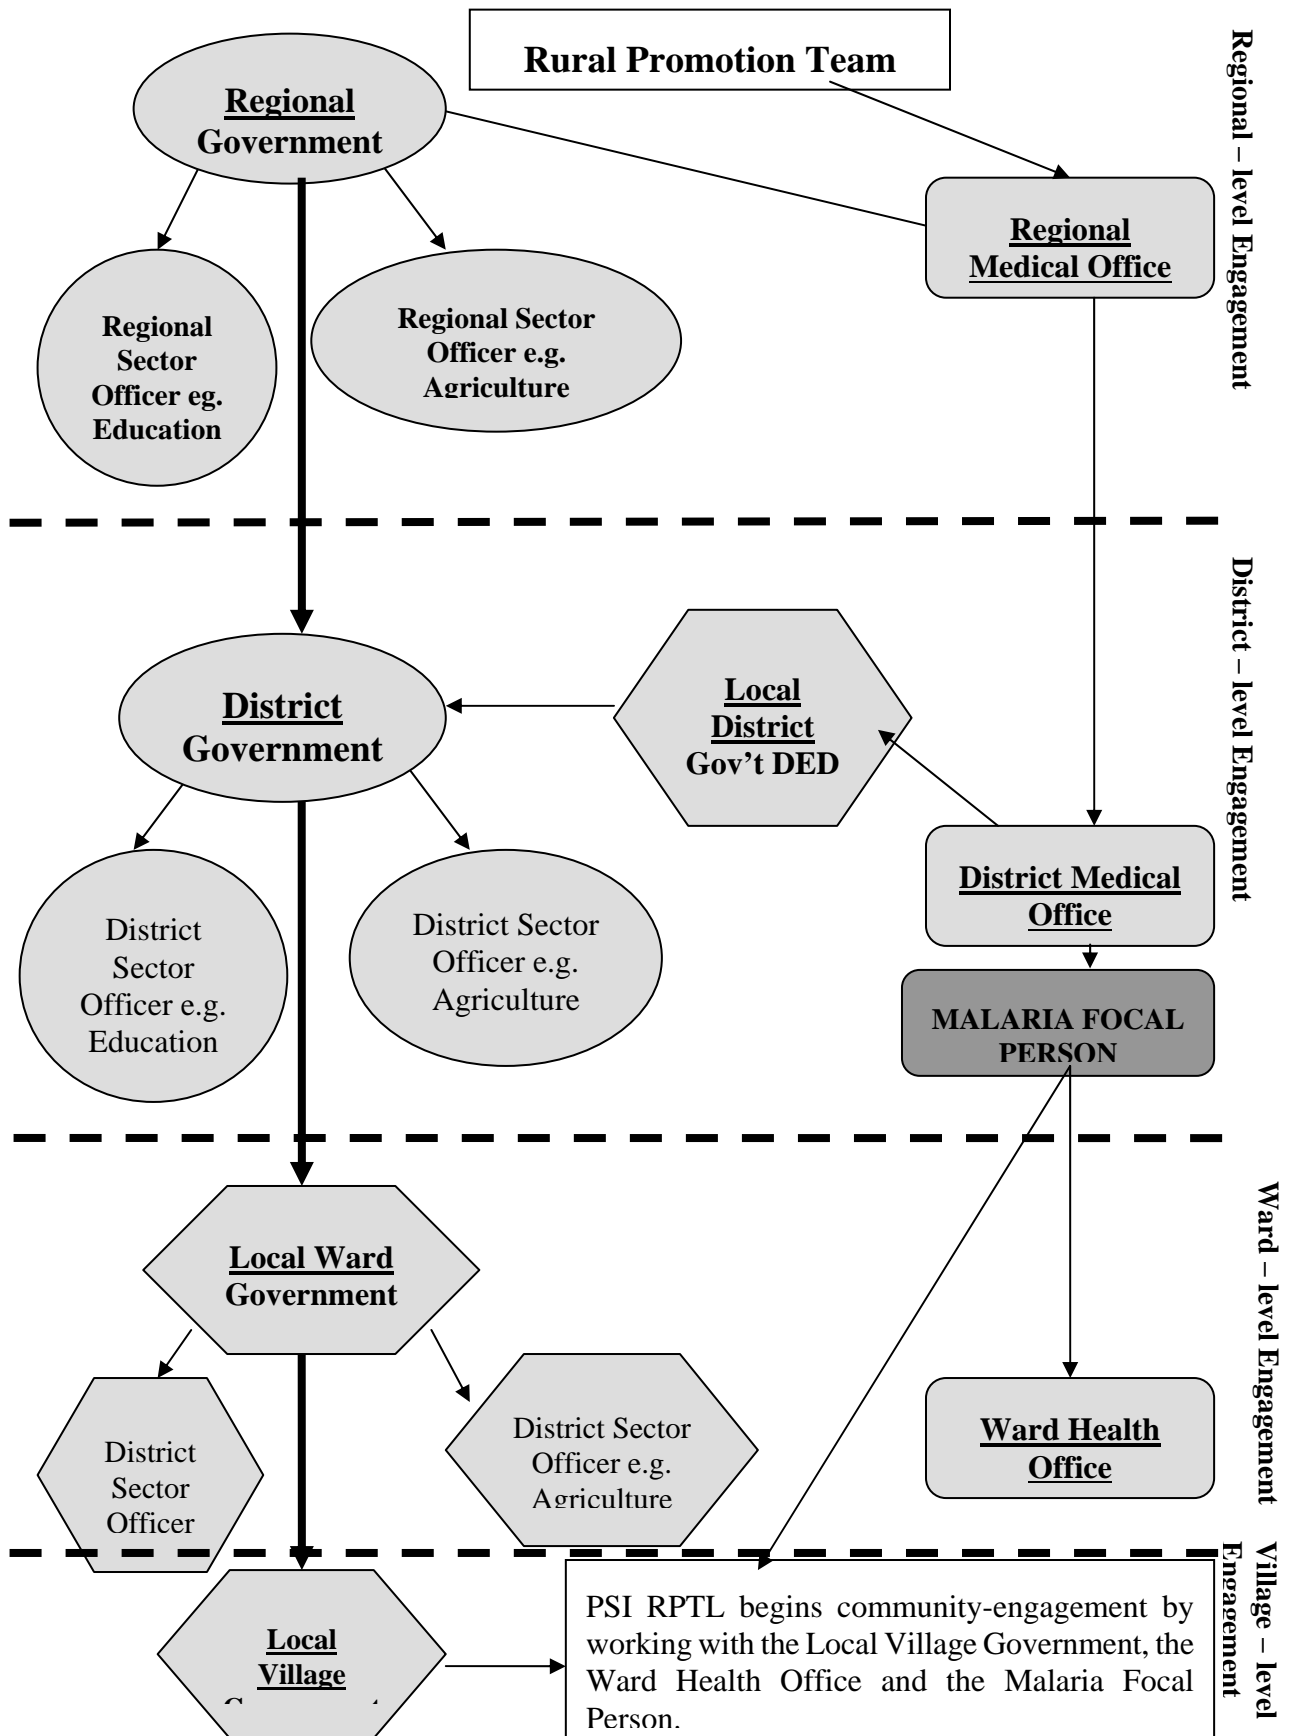 Rural Promotion Team
Regional
Government
Regional
Medical Office
Regional – level Engagement
Regional
Sector
Officer eg.
Education
Regional Sector
Officer e.g.
Agriculture
District – level Engagement
Local
District
Gov’t DED
District
Government
District Medical
Office
District
Sector
Officer e.g.
Education
District Sector
Officer e.g.
Agriculture
MALARIA FOCAL
PERSON
Ward – level Engagement
Local Ward
Government
Ward Health
Office
District
Sector
Officer
District Sector
Officer e.g.
Agriculture
Village – level
Engagement
Local
Village
PSI RPTL begins community-engagement by
working with the Local Village Government, the
Ward Health Office and the Malaria Focal
Person.